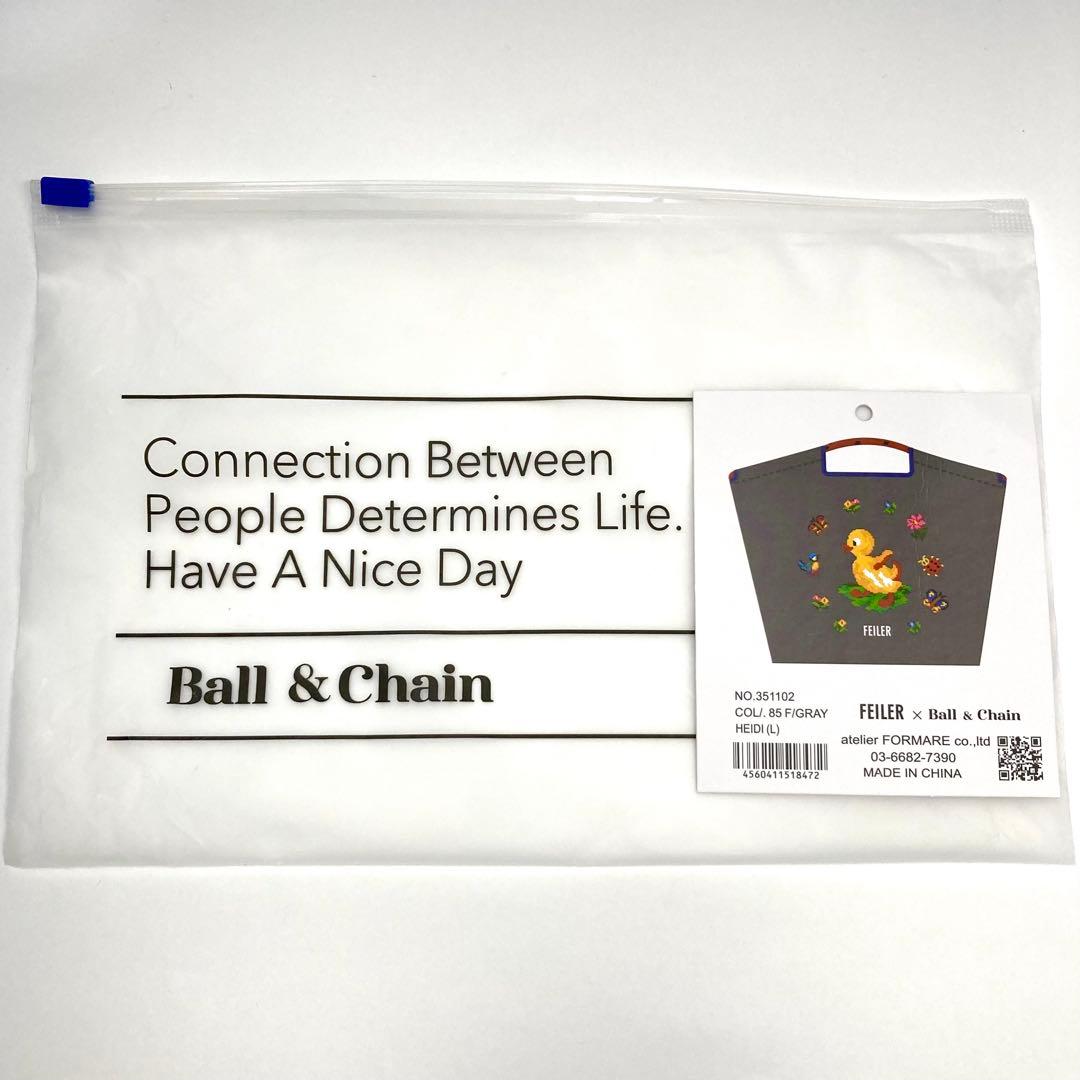 Connection Between
People Determines Life.
Have A Nice Day
Ball & Chain
FEILER
NO.351102
COL/. 85 F/GRAY
HEIDI (L)
4560411518472
FEILER × Ball & Chain
atelier FORMARE co.,ltd
03-6682-7390
MADE IN CHINA